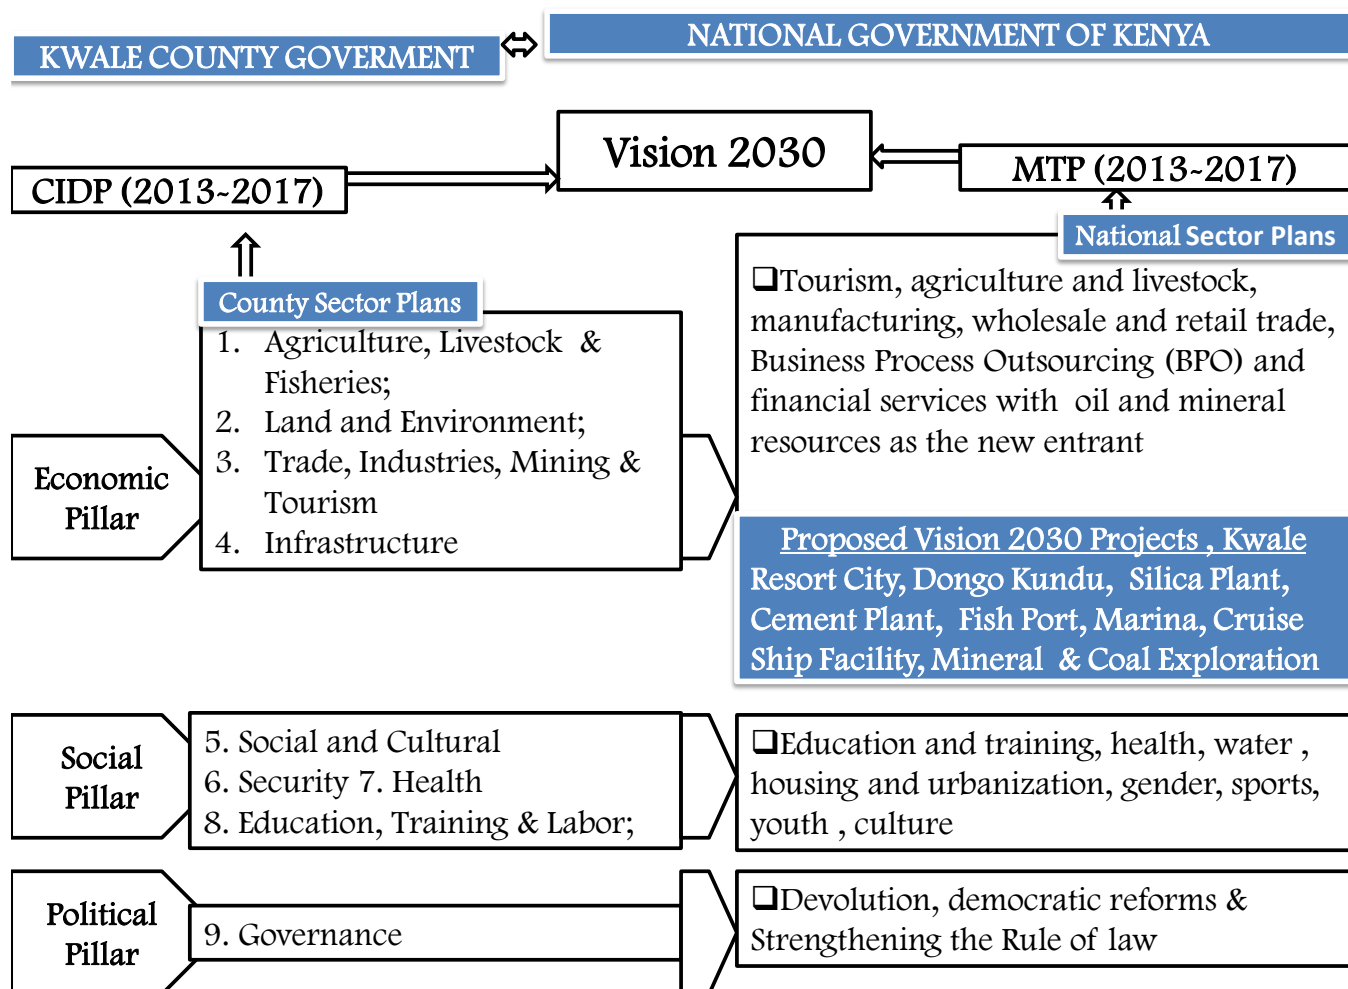 KWALE COUNTY GOVERMENT
NATIONAL GOVERNMENT OF KENYA
Vision 2030
CIDP (2013-2017)
MTP (2013-2017)
County Sector Plans
National Sector Plans
Economic
Pillar
1. Agriculture, Livestock &
Fisheries;
2. Land and Environment;
3. Trade, Industries, Mining &
Tourism
4. Infrastructure
❑Tourism, agriculture and livestock,
manufacturing, wholesale and retail trade,
Business Process Outsourcing (BPO) and
financial services with oil and mineral
resources as the new entrant
Proposed Vision 2030 Projects , Kwale
Resort City, Dongo Kundu, Silica Plant,
Cement Plant, Fish Port, Marina, Cruise
Ship Facility, Mineral & Coal Exploration
Social
Pillar
5. Social and Cultural
6. Security 7. Health
8. Education, Training & Labor;
❑Education and training, health, water ,
housing and urbanization, gender, sports,
youth , culture
Political
Pillar
9. Governance
❑Devolution, democratic reforms &
Strengthening the Rule of law